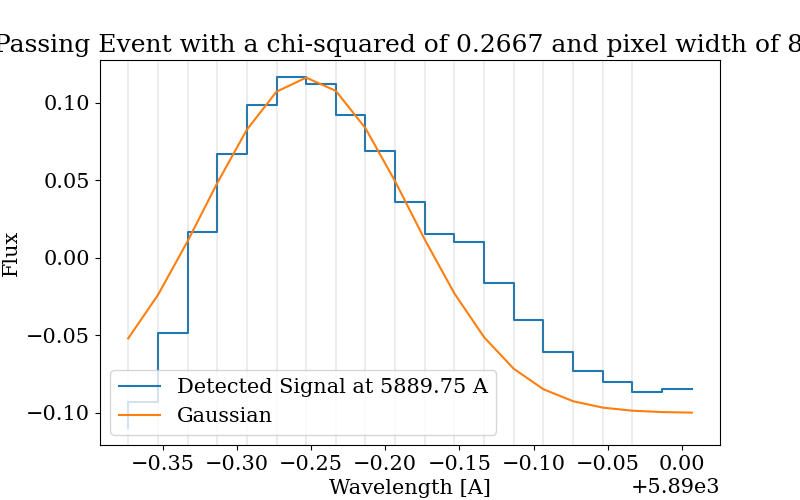 Passing Event with a chi-squared of 0.2667 and pixel width of 8
Flux
0.10
0.05
0.00
−0.05
−0.10
Detected Signal at 5889.75 A
Gaussian
−0.35 −0.30 −0.25 −0.20 −0.15 −0.10 −0.05 0.00
Wavelength [A]
+5.89e3